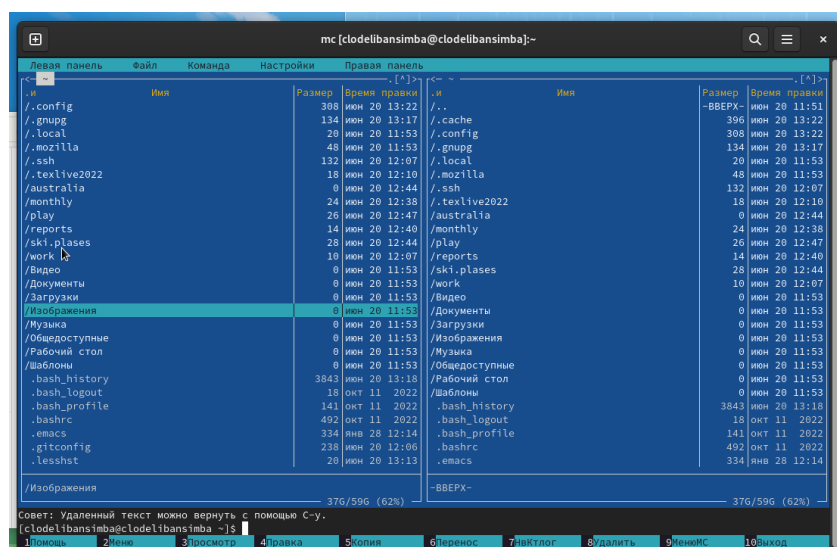 mc [clodelibansimba@clodelibansimba]:~
Левая панель Файл Команда Настройки Правая панель
<— ~ .[^]>
.и Имя Размер Время правки
/.config 308 июн 20 13:22
/.gnupg 134 июн 20 13:17
/.local 20 июн 20 11:53
/.mozilla 48 июн 20 11:53
/.ssh 132 июн 20 12:07
/.texlive2022 18 июн 20 12:10
/australia 0 июн 20 12:44
/monthly 24 июн 20 12:38
/play 26 июн 20 12:47
/reports 14 июн 20 12:40
/ski.plases 28 июн 20 12:44
/work 10 июн 20 12:07
/Видео 0 июн 20 11:53
/Документы 0 июн 20 11:53
/Загрузки 0 июн 20 11:53
/Изображения 0 июн 20 11:53
/Музыка 0 июн 20 11:53
/Общедоступные 0 июн 20 11:53
/Рабочий стол 0 июн 20 11:53
/Шаблоны 0 июн 20 11:53
.bash_history 3843 июн 20 13:18
.bash_logout 18 окт 11 2022
.bash_profile 141 окт 11 2022
.bashrc 492 окт 11 2022
.emacs 334 янв 28 12:14
.gitconfig 238 июн 20 12:06
.lesshst 20 июн 20 13:13
/Изображения
37G/59G (62%)
<— ~ .[^]>
.и Имя Размер Время правки
/.. -ВВЕРХ- июн 20 11:51
/.cache 396 июн 20 13:22
/.config 308 июн 20 13:22
/.gnupg 134 июн 20 13:17
/.local 20 июн 20 11:53
/.mozilla 48 июн 20 11:53
/.ssh 132 июн 20 12:07
/.texlive2022 18 июн 20 12:10
/australia 0 июн 20 12:44
/monthly 24 июн 20 12:38
/play 26 июн 20 12:47
/reports 14 июн 20 12:40
/ski.plases 28 июн 20 12:44
/work 10 июн 20 12:07
/Видео 0 июн 20 11:53
/Документы 0 июн 20 11:53
/Загрузки 0 июн 20 11:53
/Изображения 0 июн 20 11:53
/Музыка 0 июн 20 11:53
/Общедоступные 0 июн 20 11:53
/Рабочий стол 0 июн 20 11:53
/Шаблоны 0 июн 20 11:53
.bash_history 3843 июн 20 13:18
.bash_logout 18 окт 11 2022
.bash_profile 141 окт 11 2022
.bashrc 492 окт 11 2022
.emacs 334 янв 28 12:14
-ВВЕРХ-
37G/59G (62%)
Совет: Удаленный текст можно вернуть с помощью C-y.
[clodelibansimba@clodelibansimba ~]$
1Помощь 2Меню 3Просмотр 4Правка 5Копия 6Перенос 7НвКтлог 8Удалить 9МенюMC 10Выход